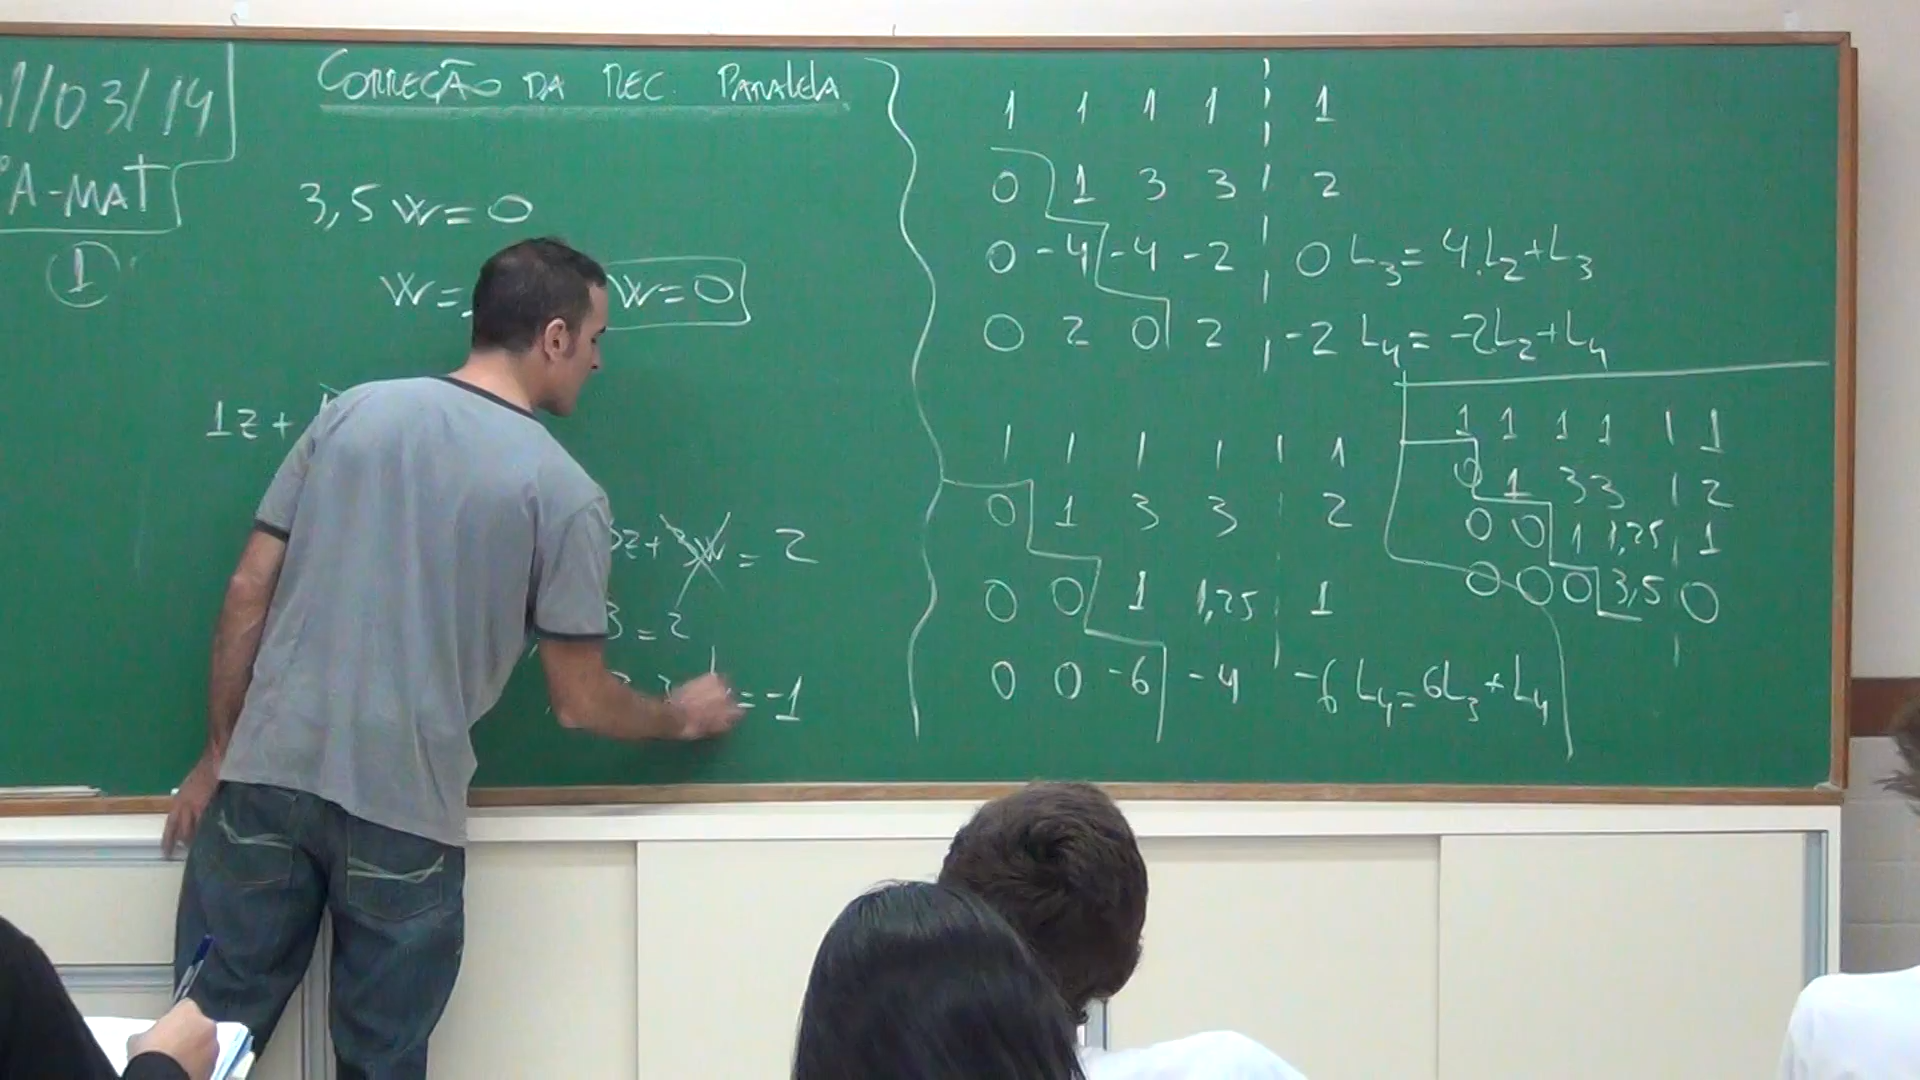 1/03/14
ºA-MAT
1
CORREÇÃO DA REC. PARALELA
3,5 W = 0
W = W = 0
1z +
z + 3W = 2
3 = 2
= -1
1 1 1 1 | 1
0 1 3 3 | 2
0 -4 -4 -2 | 0 L3 = 4.L2 + L3
0 2 0 2 | -2 L4 = -2L2 + L4
1 1 1 1 | 1
0 1 3 3 | 2
0 0 1 1,25 | 1
0 0 -6 -4 -6 L4 = 6L3 + L4
1 1 1 1 | 1
0 1 3 3 | 2
0 0 1 1,25 | 1
0 0 0 3,5 | 0